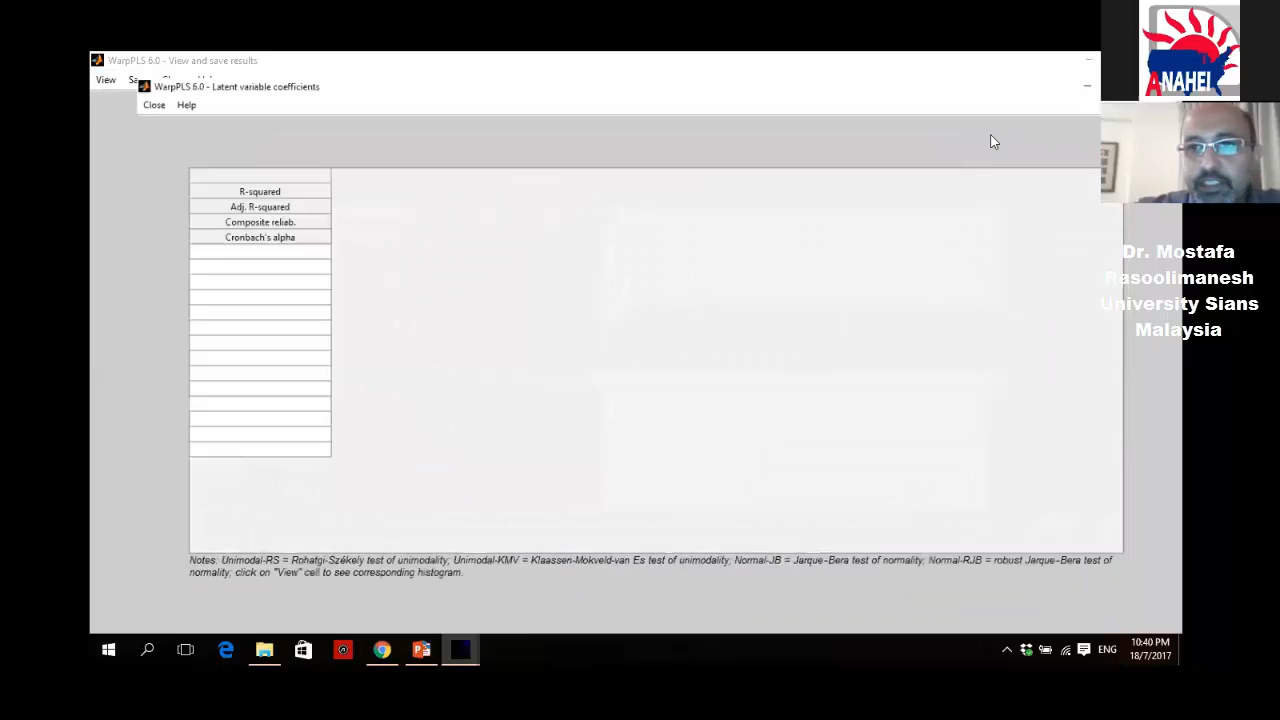 WarpPLS 6.0 - View and save results
View
WarpPLS 6.0 - Latent variable coefficients
Close Help
R-squared
Adj. R-squared
Composite reliab.
Cronbach's alpha
Notes: Unimodal-RS = Rohatgi-Székely test of unimodality; Unimodal-KMV = Klaassen-Mokveld-van Es test of unimodality; Normal-JB = Jarque–Bera test of normality; Normal-RJB = robust Jarque–Bera test of
normality; click on "View" cell to see corresponding histogram.
ANAHEI
Dr. Mostafa
Rasoolimanesh
University Sians
Malaysia
ENG
10:40 PM
18/7/2017